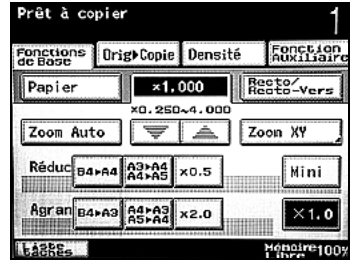 Prêt à copier
1
Fonctions de Base
Orig▸Copie
Densité
Fonction Auxiliaire
Papier
×1.000
Recto/
Recto-Vers
×0.250~4.000
Zoom Auto
Zoom XY
Réduc
B4▸A4
A3▸A4
A4▸A5
×0.5
Mini
Agran
B4▸A3
A4▸A3
A5▸A4
×2.0
×1.0
Mémoire
Libre 100%